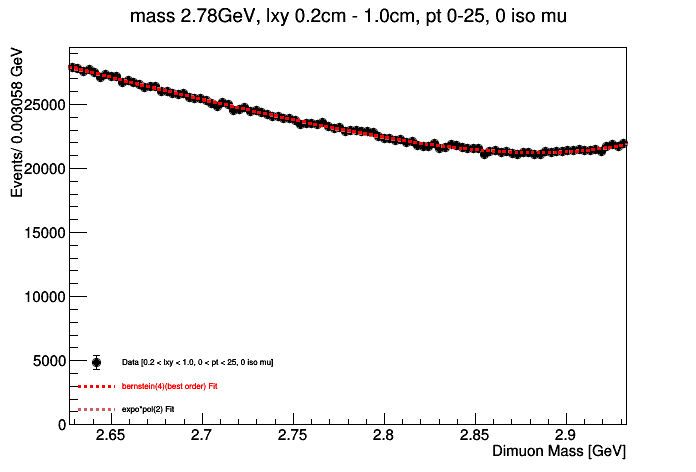 mass 2.78GeV, lxy 0.2cm - 1.0cm, pt 0-25, 0 iso mu
Events/ 0.003058 GeV
25000
20000
15000
10000
5000
0
Data [0.2 < lxy < 1.0, 0 < pt < 25, 0 iso mu]
bernstein(4)(best order) Fit
expo*pol(2) Fit
2.65 2.7 2.75 2.8 2.85 2.9
Dimuon Mass [GeV]